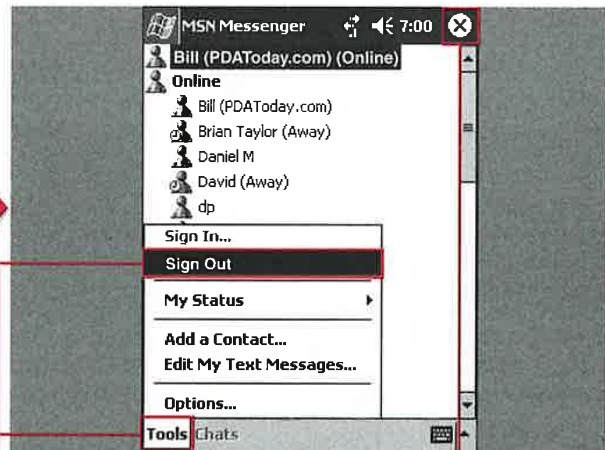 MSN Messenger 7:00
Bill (PDAToday.com) (Online)
Online
Bill (PDAToday.com)
Brian Taylor (Away)
Daniel M
David (Away)
dp
Sign In...
Sign Out
My Status
Add a Contact...
Edit My Text Messages...
Options...
Tools Chats